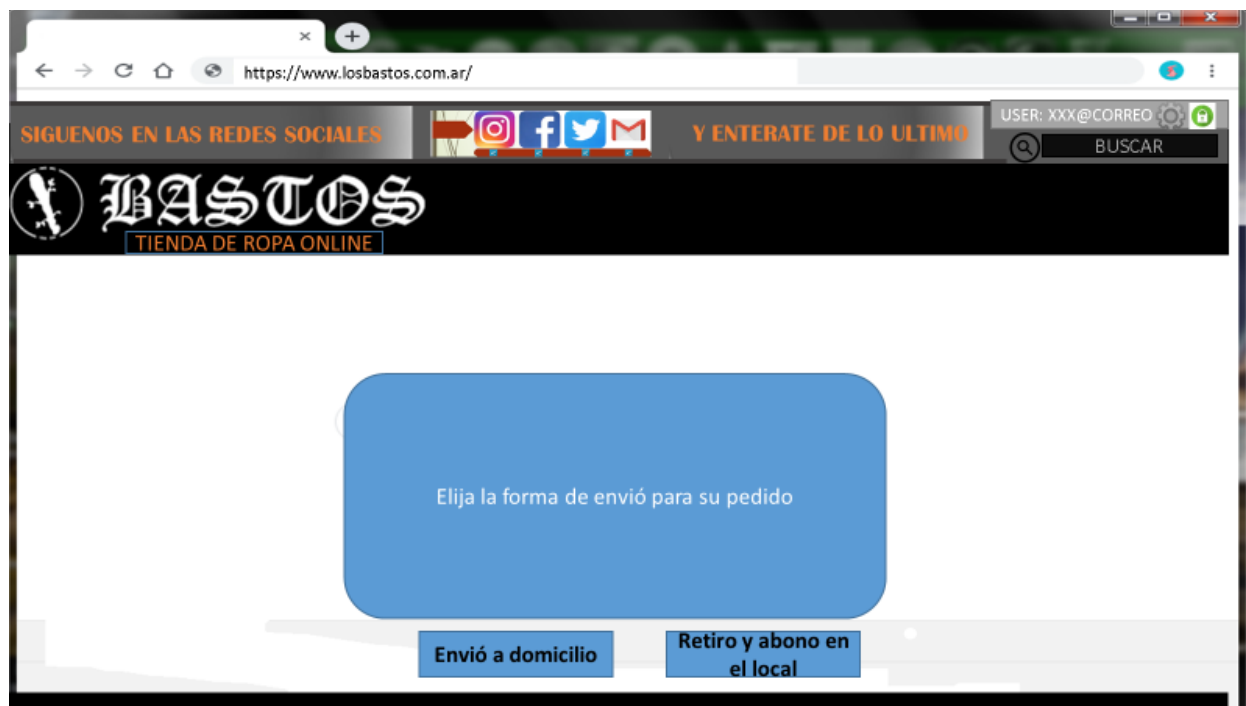 https://www.losbastos.com.ar/
SIGUENOS EN LAS REDES SOCIALES
Y ENTERATE DE LO ULTIMO
USER: XXX@CORREO
BUSCAR
BASTOS
TIENDA DE ROPA ONLINE
Elija la forma de envió para su pedido
Envió a domicilio
Retiro y abono en
el local